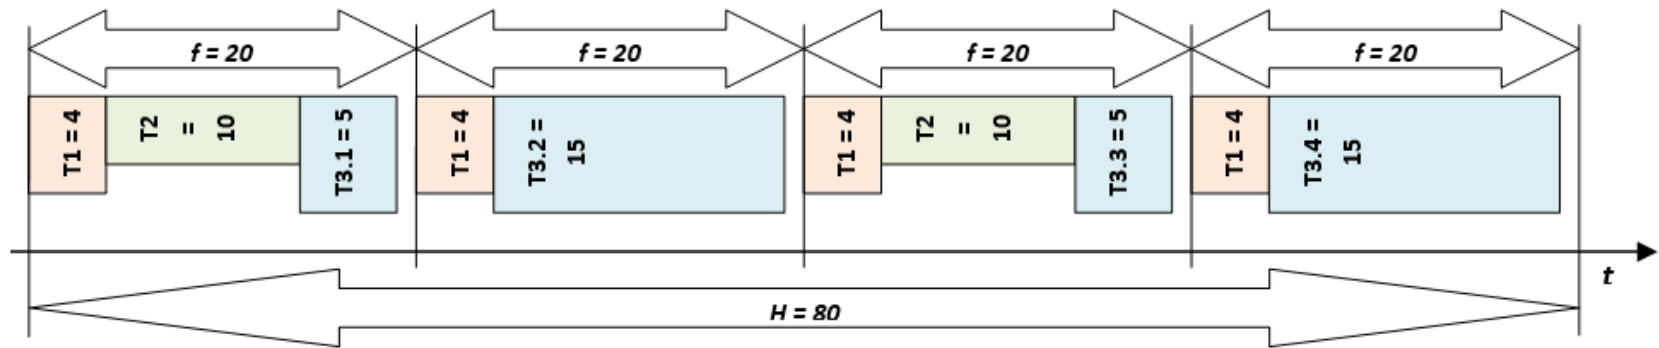 f = 20
f = 20
f = 20
f = 20
T1 = 4
T2 = 10
T3.1 = 5
T1 = 4
T3.2 =
15
T1 = 4
T2 = 10
T3.3 = 5
T1 = 4
T3.4 =
15
t
H = 80